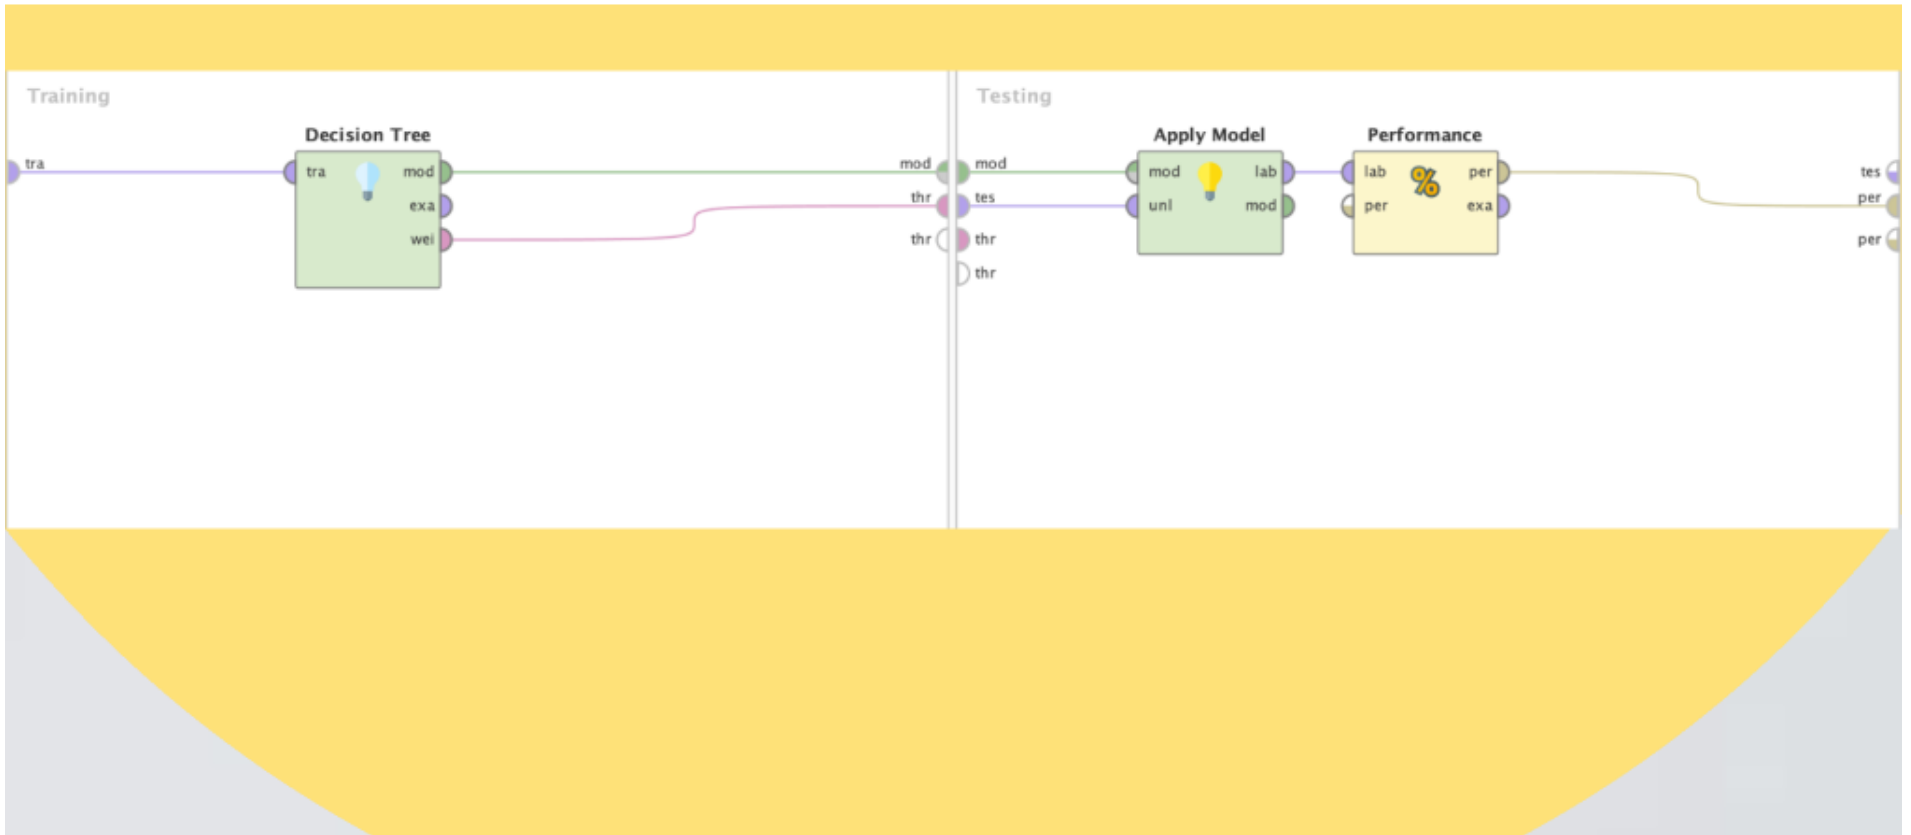 Training
Testing
Decision Tree
Apply Model
Performance
tra
tra
mod
exa
wei
mod
thr
thr
mod
tes
thr
thr
mod
unl
lab
mod
lab
per
per
exa
tes
per
per